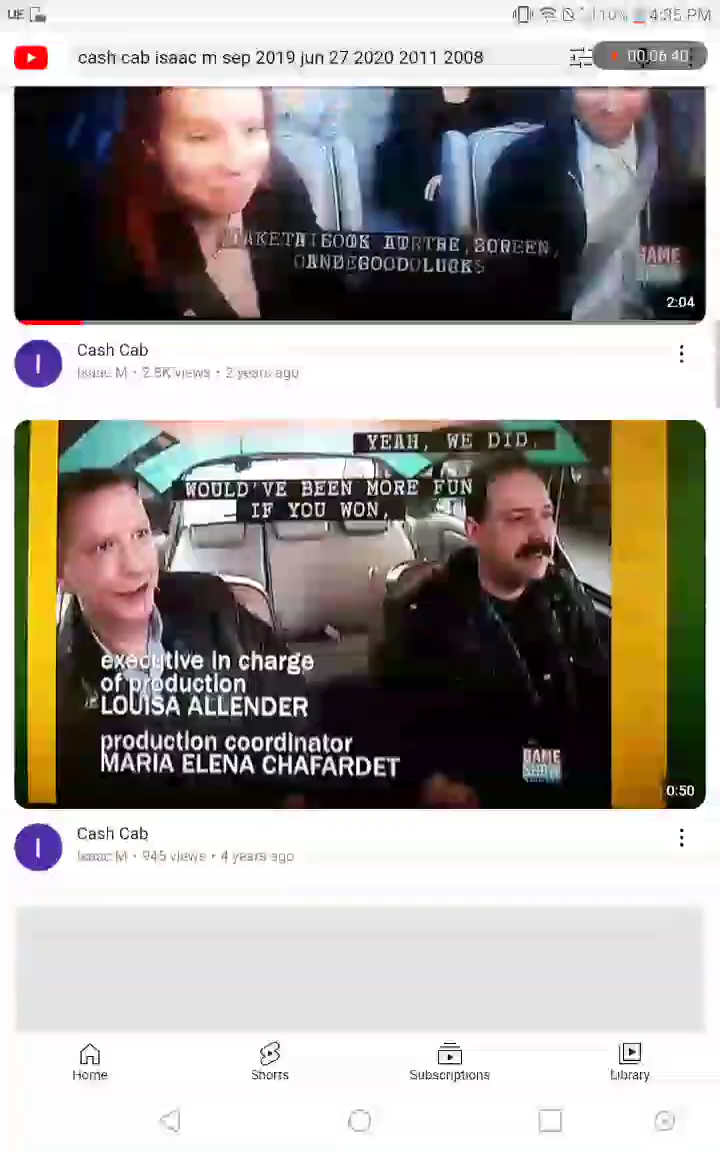 4:35 PM
cash cab isaac m sep 2019 jun 27 2020 2011 2008
00:06:40
2:04
Cash Cab
Isaac M • 2.8K views • 2 years ago
YEAH, WE DID.
WOULD'VE BEEN MORE FUN
IF YOU WON,
executive in charge
of production
LOUISA ALLENDER
production coordinator
MARIA ELENA CHAFARDET
GAME
SHOW
0:50
Cash Cab
Isaac M • 945 views • 4 years ago
Home
Shorts
Subscriptions
Library